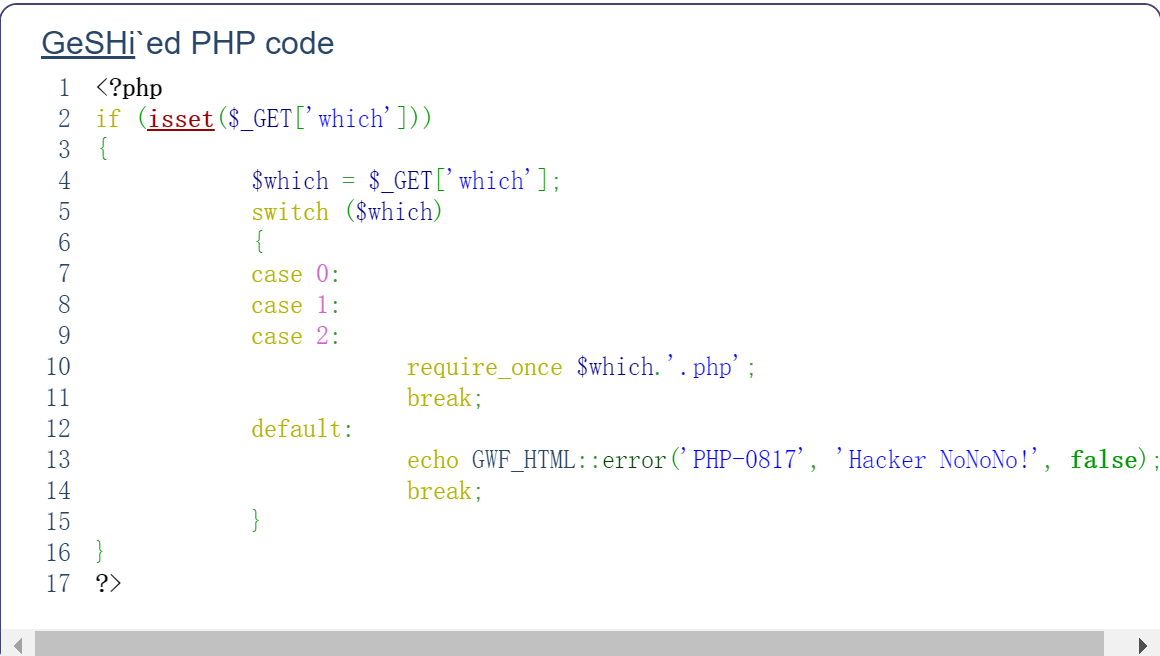 GeSHi`ed PHP code
1 <?php
2 if (isset($_GET['which']))
3 {
4 $which = $_GET['which'];
5 switch ($which)
6 {
7 case 0:
8 case 1:
9 case 2:
10 require_once $which.'.php';
11 break;
12 default:
13 echo GWF_HTML::error('PHP-0817', 'Hacker NoNoNo!', false);
14 break;
15 }
16 }
17 ?>